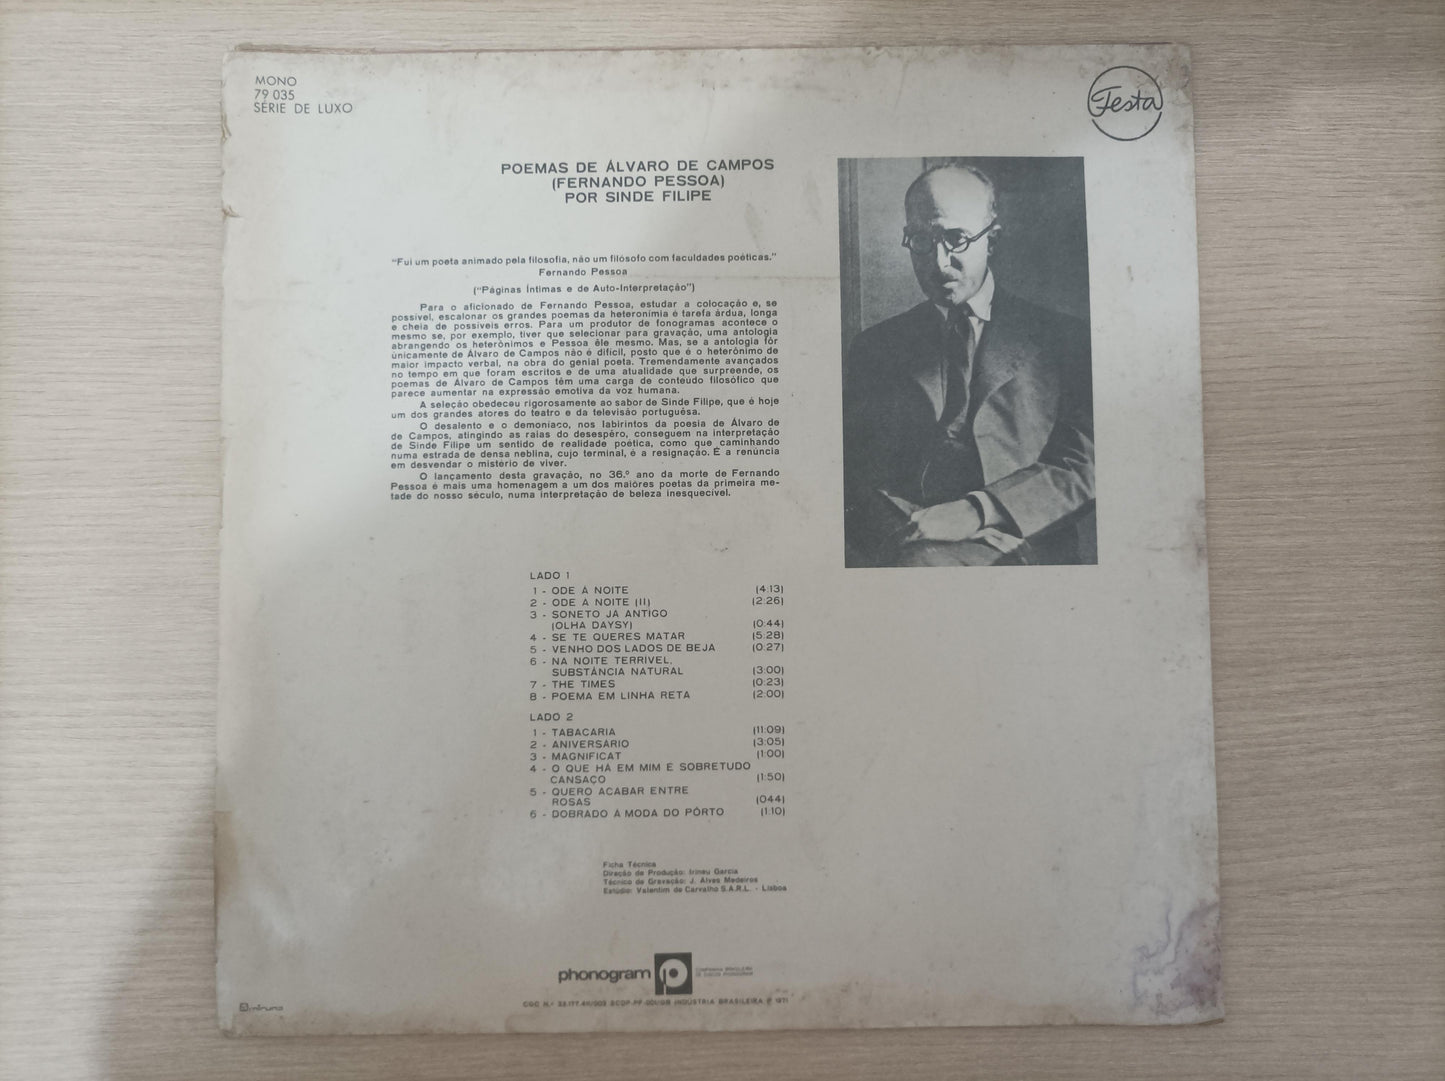 MONO
79 035
SÉRIE DE LUXO
Festa
POEMAS DE ÁLVARO DE CAMPOS
(FERNANDO PESSOA)
POR SINDE FILIPE
"Fui um poeta animado pela filosofia, não um filósofo com faculdades poéticas."
Fernando Pessoa
("Páginas Íntimas e de Auto-Interpretação")
Para o aficionado de Fernando Pessoa, estudar a colocação e, se
possível, escalonar os grandes poemas da heteronímia é tarefa árdua, longa
e cheia de possíveis erros. Para um produtor de fonogramas acontece o
mesmo se, por exemplo, tiver que selecionar para gravação, uma antologia
abrangendo os heterônimos e Pessoa êle mesmo. Mas, se a antologia fôr
ùnicamente de Álvaro de Campos não é difícil, posto que é o heterônimo de
maior impacto verbal, na obra do genial poeta. Tremendamente avançados
no tempo em que foram escritos e de uma atualidade que surpreende, os
poemas de Álvaro de Campos têm uma carga de conteúdo filosófico que
parece aumentar na expressão emotiva da voz humana.
A seleção obedeceu rigorosamente ao sabor de Sinde Filipe, que é hoje
um dos grandes atores do teatro e da televisão portuguêsa.
O desalento e o demoníaco, nos labirintos da poesia de Álvaro de
de Campos, atingindo as raias do desespêro, conseguem na interpretação
de Sinde Filipe um sentido de realidade poética, como que caminhando
numa estrada de densa neblina, cujo terminal, é a resignação. É a renúncia
em desvendar o mistério de viver.
O lançamento desta gravação, no 36.º ano da morte de Fernando
Pessoa é mais uma homenagem a um dos maiores poetas da primeira me-
tade do nosso século, numa interpretação de beleza inesquecível.
LADO 1
1 - ODE À NOITE (4:13)
2 - ODE À NOITE (II) (2:26)
3 - SONETO JÁ ANTIGO
(OLHA DAYSY) (0:44)
4 - SE TE QUERES MATAR (5:28)
5 - VENHO DOS LADOS DE BEJA (0:27)
6 - NA NOITE TERRÍVEL,
SUBSTÂNCIA NATURAL (3:00)
7 - THE TIMES (0:23)
8 - POEMA EM LINHA RETA (2:00)
LADO 2
1 - TABACARIA (11:09)
2 - ANIVERSÁRIO (3:05)
3 - MAGNIFICAT (1:00)
4 - O QUE HÁ EM MIM É SOBRETUDO
CANSAÇO (1:50)
5 - QUERO ACABAR ENTRE
ROSAS (044)
6 - DOBRADO À MODA DO PÔRTO (1:10)
Ficha Técnica
Direção de Produção: Irineu Garcia
Técnico de Gravação: J. Alves Medeiros
Estúdio: Valentim de Carvalho S.A.R.L. - Lisboa
phonogram
COMPANHIA BRASILEIRA
DE DISCOS PHONOGRAM
INDÚSTRIA BRASILEIRA ℗ 1971